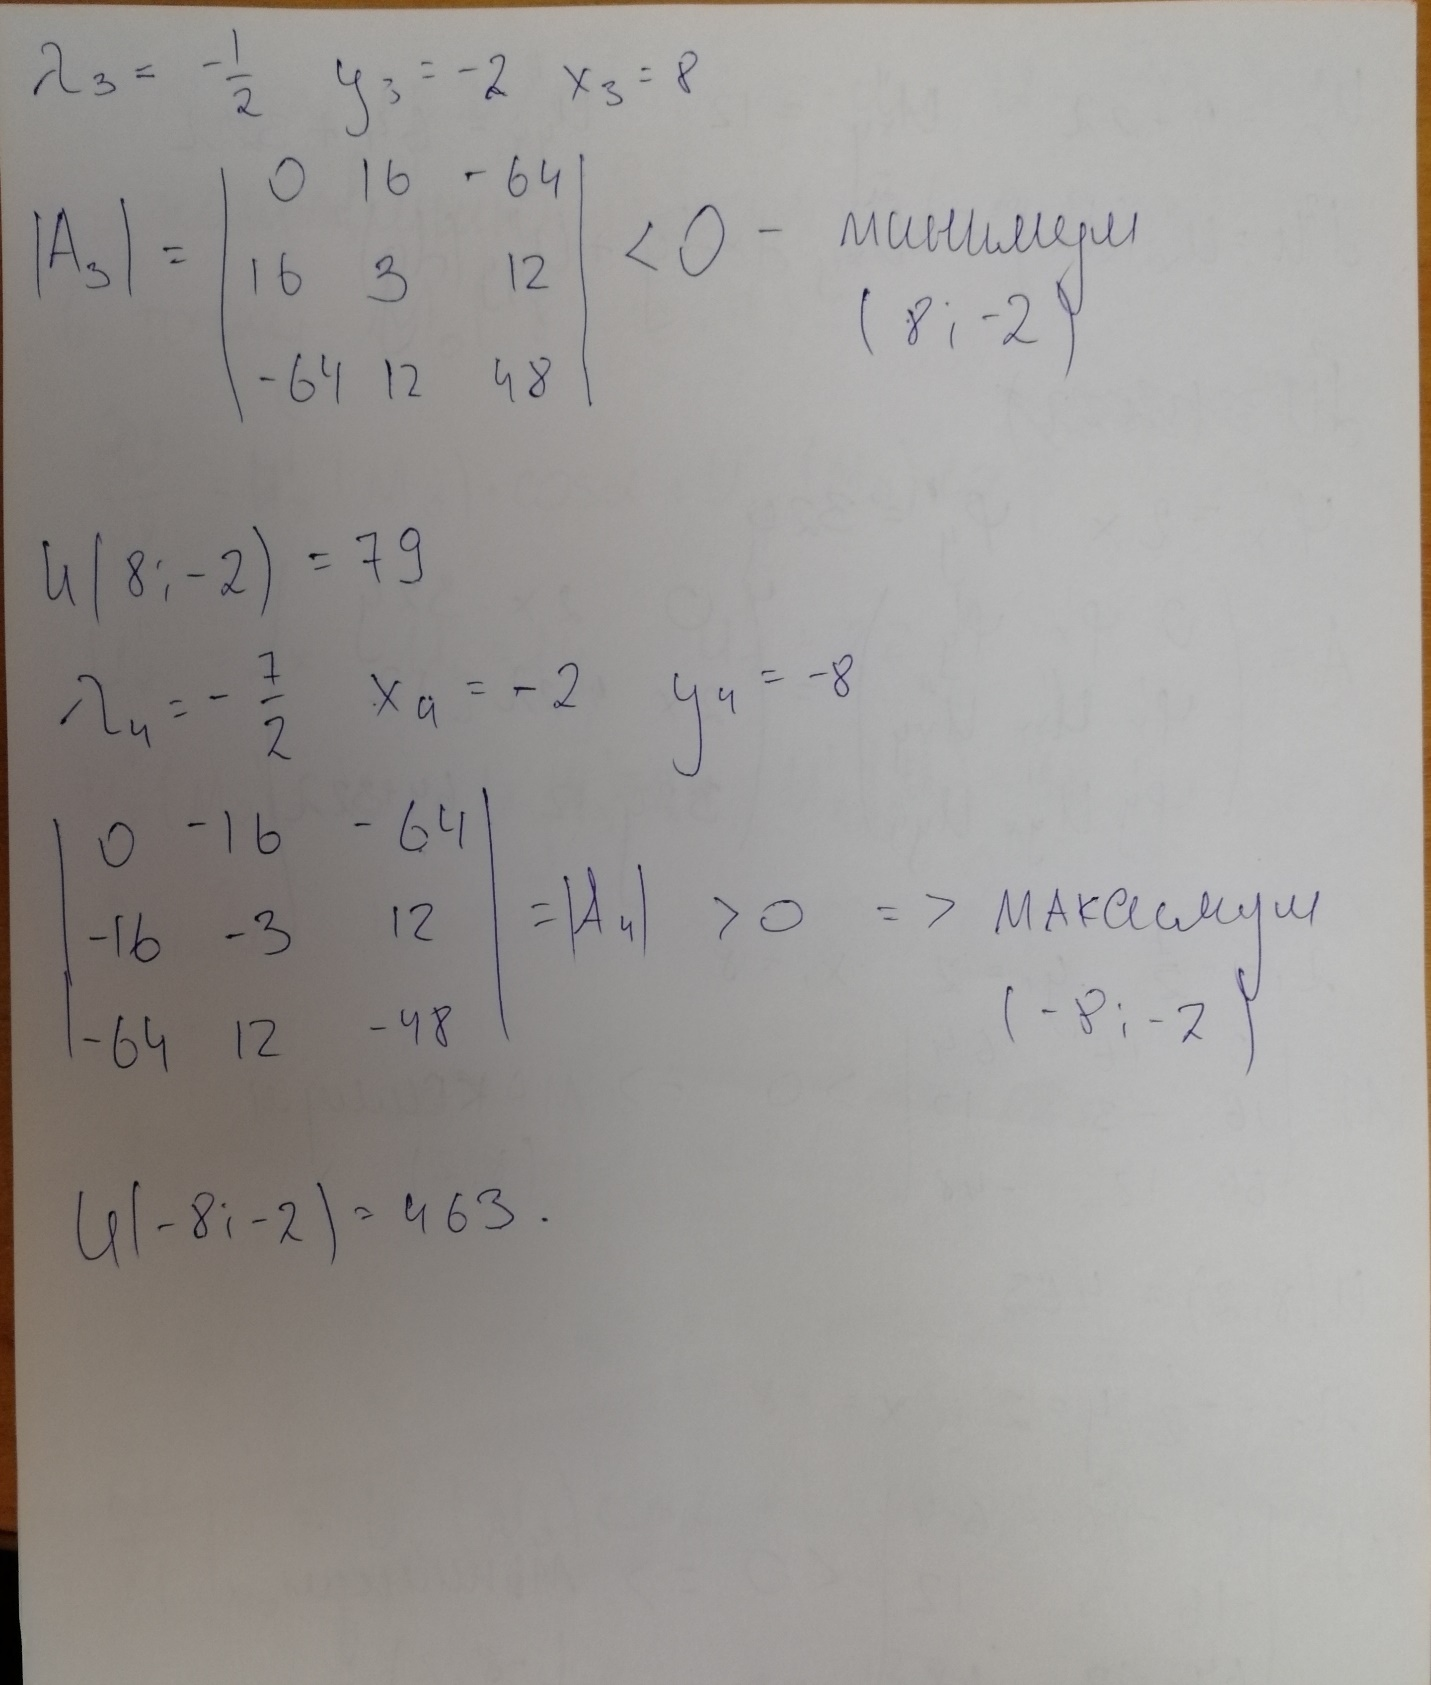 λ₃ = -1/2 y₃ = -2 x₃ = 8
|A₃| = | 0 16 -64 | < 0 - минимум
| 16 3 12 | (8; -2)
| -64 12 48 |
U(8; -2) = 79
λ₄ = -7/2 x₄ = -2 y₄ = -8
| 0 -16 -64 |
| -16 -3 12 | = |A₄| > 0 => максимум
| -64 12 -48 | (-8; -2)
U(-8; -2) = 463.